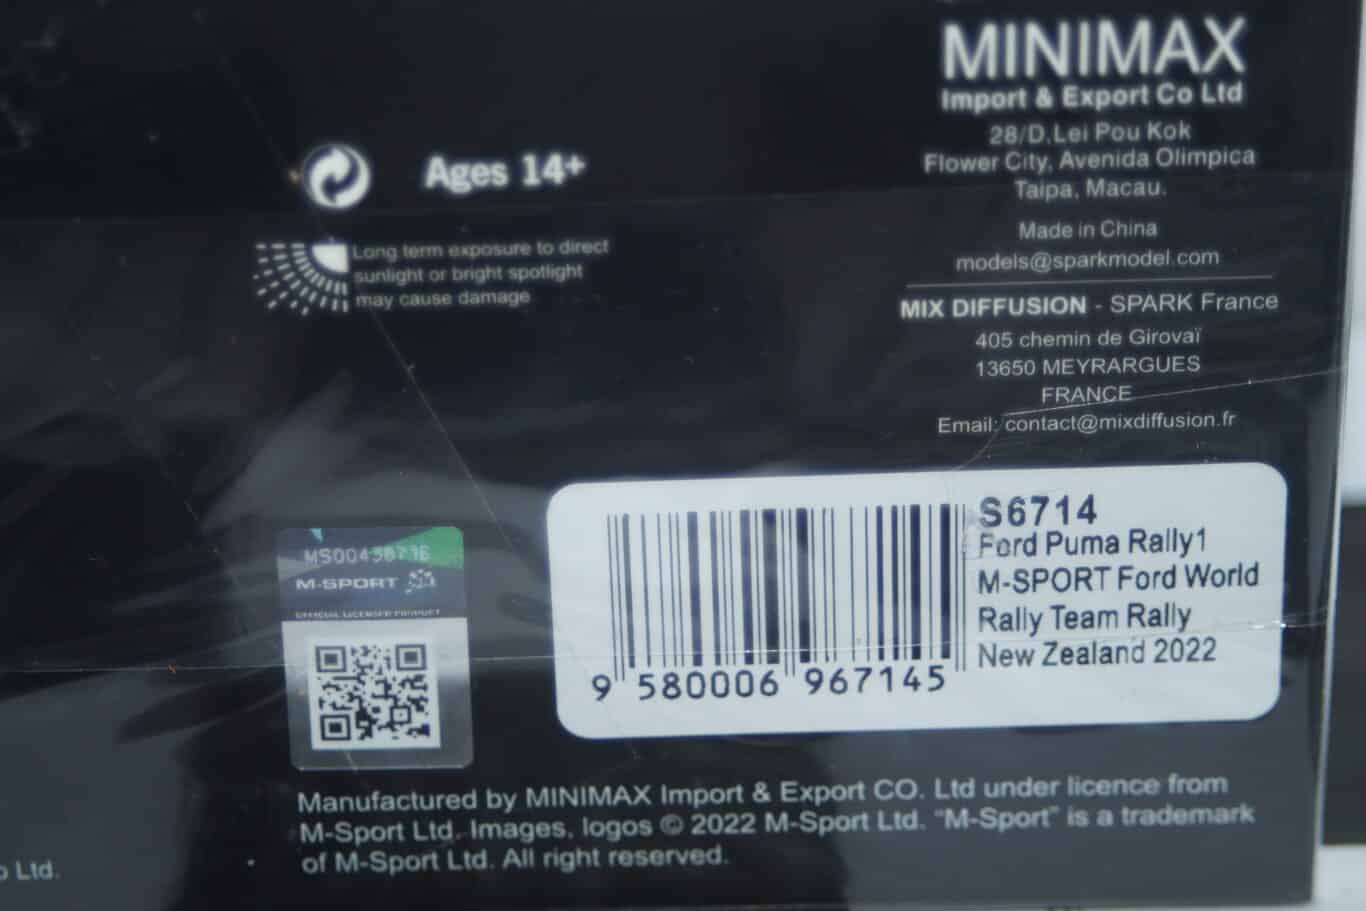 MINIMAX
Import & Export Co Ltd
28/D.Lei Pou Kok
Flower City, Avenida Olimpica
Taipa, Macau.
Made in China
models@sparkmodel.com
MIX DIFFUSION - SPARK France
405 chemin de Girovaï
13650 MEYRARGUES
FRANCE
Email: contact@mixdiffusion.fr
Ages 14+
Long term exposure to direct
sunlight or bright spotlight
may cause damage
M-SPORT
OFFICIAL LICENSED PRODUCT
S6714
Ford Puma Rally1
M-SPORT Ford World
Rally Team Rally
New Zealand 2022
9 580006 967145
Manufactured by MINIMAX Import & Export CO. Ltd under licence from
M-Sport Ltd. Images, logos © 2022 M-Sport Ltd. "M-Sport" is a trademark
of M-Sport Ltd. All right reserved.
Ltd.